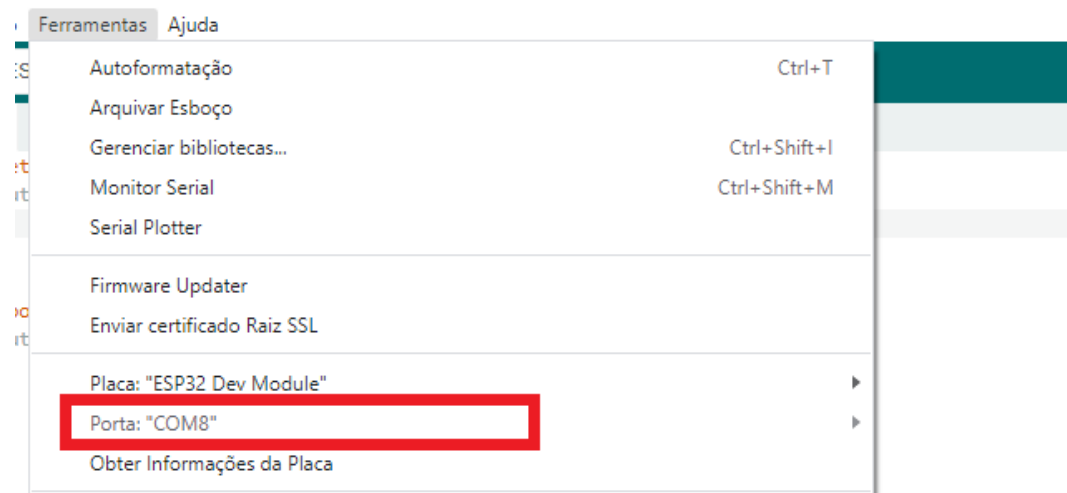 Ferramentas Ajuda
Autoformatação Ctrl+T
Arquivar Esboço
Gerenciar bibliotecas... Ctrl+Shift+I
Monitor Serial Ctrl+Shift+M
Serial Plotter
Firmware Updater
Enviar certificado Raiz SSL
Placa: "ESP32 Dev Module"
Porta: "COM8"
Obter Informações da Placa